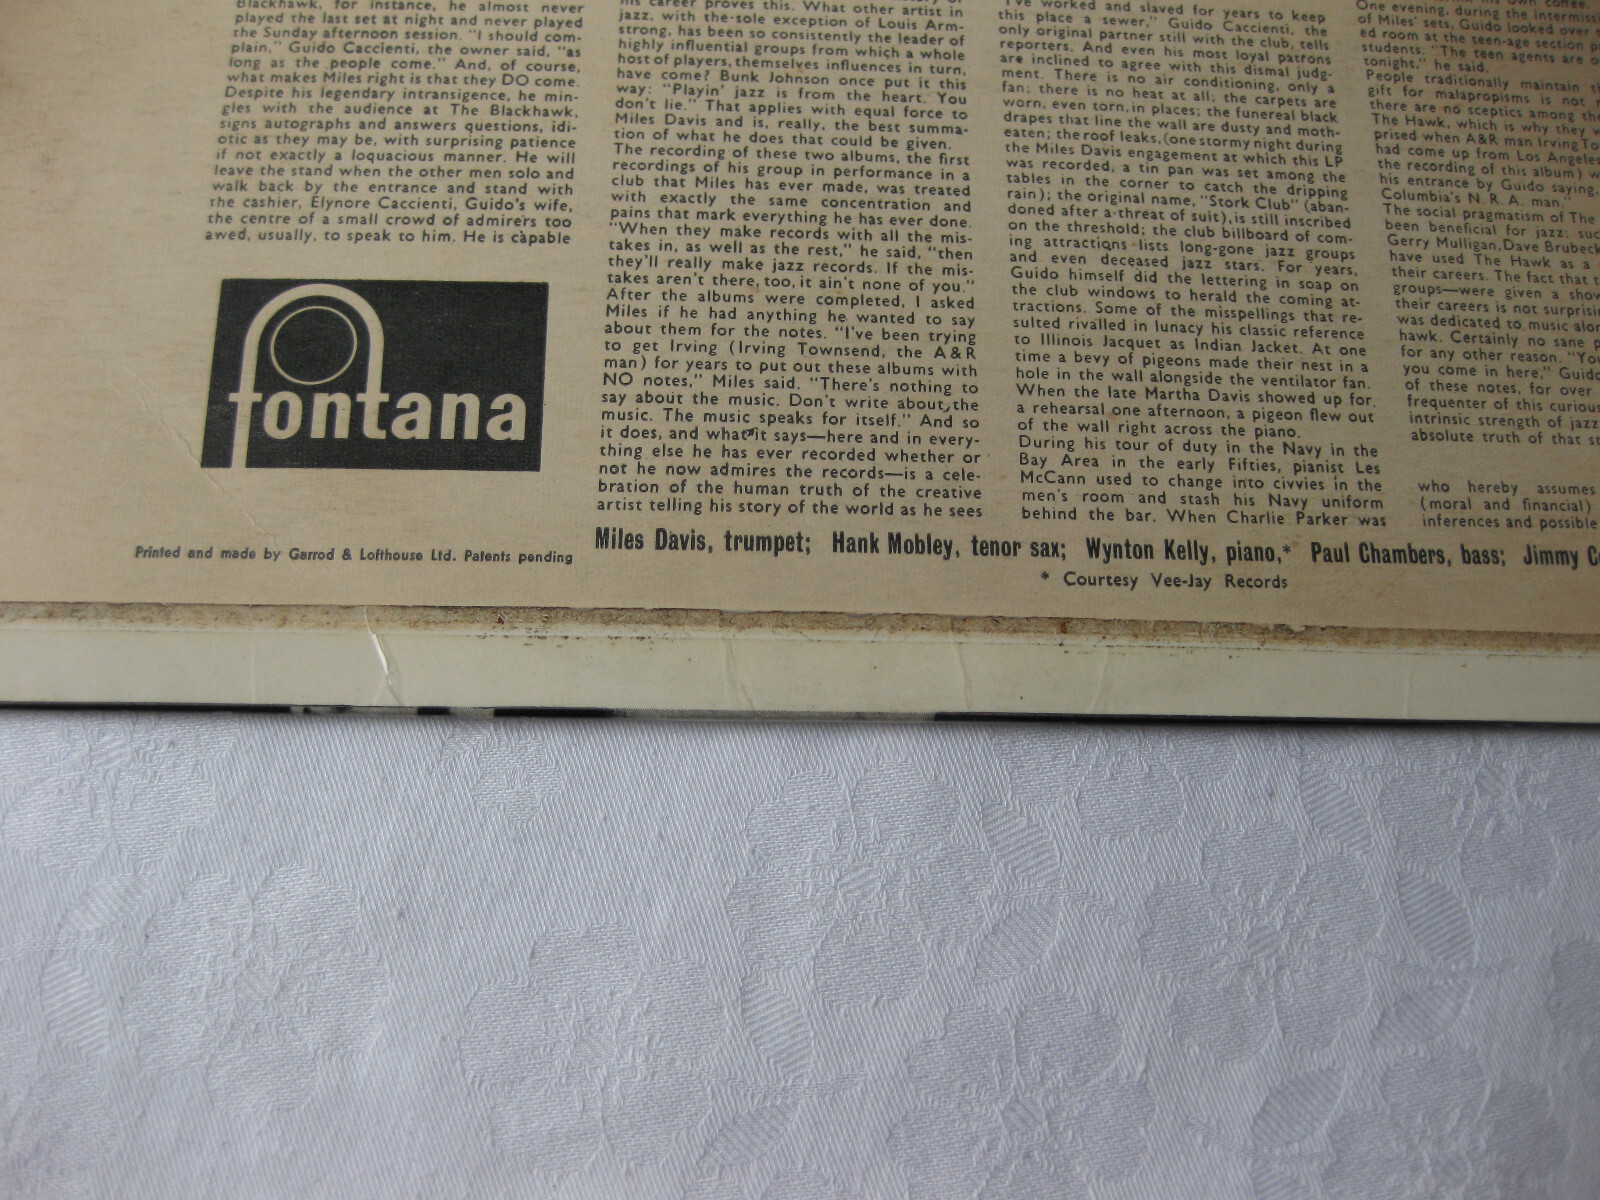 Blackhawk, for instance, he almost never
played the last set at night and never played
the Sunday afternoon session. "I should com-
plain," Guido Caccienti, the owner said, "as
long as the people come." And, of course,
what makes Miles right is that they DO come.
Despite his legendary intransigence, he min-
gles with the audience at The Blackhawk,
signs autographs and answers questions, idi-
otic as they may be, with surprising patience
if not exactly a loquacious manner. He will
leave the stand when the other men solo and
walk back by the entrance and stand with
the cashier, Elynore Caccienti, Guido's wife,
the centre of a small crowd of admirers too
awed, usually, to speak to him. He is capable
fontana
Printed and made by Garrod & Lofthouse Ltd. Patents pending
his career proves this. What other artist in
jazz, with the sole exception of Louis Arm-
strong, has been so consistently the leader of
highly influential groups from which a whole
host of players, themselves influences in turn,
have come? Bunk Johnson once put it this
way: "Playin' jazz is from the heart. You
don't lie." That applies with equal force to
Miles Davis and is, really, the best summa-
tion of what he does that could be given.
The recording of these two albums, the first
recordings of his group in performance in a
club that Miles has ever made, was treated
with exactly the same concentration and
pains that mark everything he has ever done.
"When they make records with all the mis-
takes in, as well as the rest," he said, "then
they'll really make jazz records. If the mis-
takes aren't there, too, it ain't none of you."
After the albums were completed, I asked
Miles if he had anything he wanted to say
about them for the notes. "I've been trying
to get Irving (Irving Townsend, the A & R
man) for years to put out these albums with
NO notes," Miles said. "There's nothing to
say about the music. Don't write about the
music. The music speaks for itself." And so
it does, and what it says—here and in every-
thing else he has ever recorded whether or
not he now admires the records—is a cele-
bration of the human truth of the creative
artist telling his story of the world as he sees
"I've worked and slaved for years to keep
this place a sewer," Guido Caccienti, the
only original partner still with the club, tells
reporters. And even his most loyal patrons
are inclined to agree with this dismal judg-
ment. There is no air conditioning, only a
fan; there is no heat at all; the carpets are
worn, even torn, in places; the funereal black
drapes that line the wall are dusty and moth-
eaten; the roof leaks, (one stormy night during
the Miles Davis engagement at which this LP
was recorded, a tin pan was set among the
tables in the corner to catch the dripping
rain); the original name, "Stork Club" (aban-
doned after a threat of suit), is still inscribed
on the threshold; the club billboard of com-
ing attractions lists long-gone jazz groups
and even deceased jazz stars. For years,
Guido himself did the lettering in soap on
the club windows to herald the coming at-
tractions. Some of the misspellings that re-
sulted rivalled in lunacy his classic reference
to Illinois Jacquet as Indian Jacket. At one
time a bevy of pigeons made their nest in a
hole in the wall alongside the ventilator fan.
When the late Martha Davis showed up for
a rehearsal one afternoon, a pigeon flew out
of the wall right across the piano.
During his tour of duty in the Navy in the
Bay Area in the early Fifties, pianist Les
McCann used to change into civvies in the
men's room and stash his Navy uniform
behind the bar. When Charlie Parker was
own coffee.
One evening, during the
of Miles' sets, Guido looked over
ed room at the teen-age section
students. "The teen agents are
tonight," he said.
People traditionally maintain
gift for malapropisms is not
there are no sceptics among
The Hawk, which is why they
prised when A&R man Irving
had come up from Los Angeles
the recording of this album)
his entrance by Guido saying,
Columbia's N. R. A. man."
The social pragmatism of The
been beneficial for jazz;
Gerry Mulligan, Dave Brubeck
have used The Hawk as a
their careers. The fact that
groups—were given a
their careers is not
was dedicated to music
hawk. Certainly no sane
for any other reason. "You
you come in here," Guido
of these notes, for over
frequenter of this curious
intrinsic strength of jazz
absolute truth of that
who hereby assumes
(moral and financial)
inferences and possible
Miles Davis, trumpet; Hank Mobley, tenor sax; Wynton Kelly, piano,* Paul Chambers, bass; Jimmy
* Courtesy Vee-Jay Records